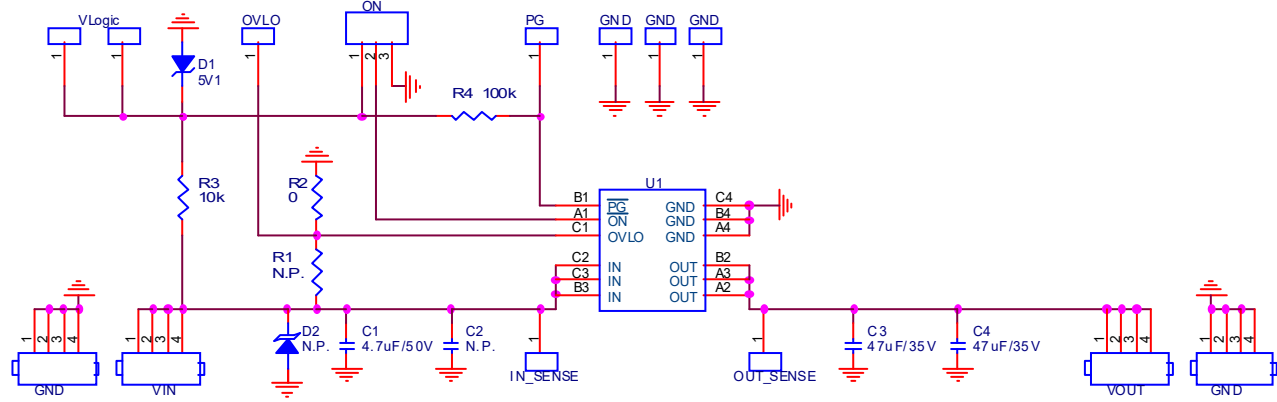 VLogic OVLO ON PG GND GND GND
1 1 1 1 2 3 1 1 1 1
D1
5V1
R4 100k
R3
10k
R2
0
R1
N.P.
U1
B1 PG GND C4
A1 ON GND B4
C1 OVLO GND A4
C2 IN OUT B2
C3 IN OUT A3
B3 IN OUT A2
1 2 3 4
GND
1 2 3 4
VIN
D2
N.P.
C1
4.7uF/50V
C2
N.P.
1
IN_SENSE
1
OUT_SENSE
C3
47uF/35V
C4
47uF/35V
1 2 3 4
VOUT
1 2 3 4
GND